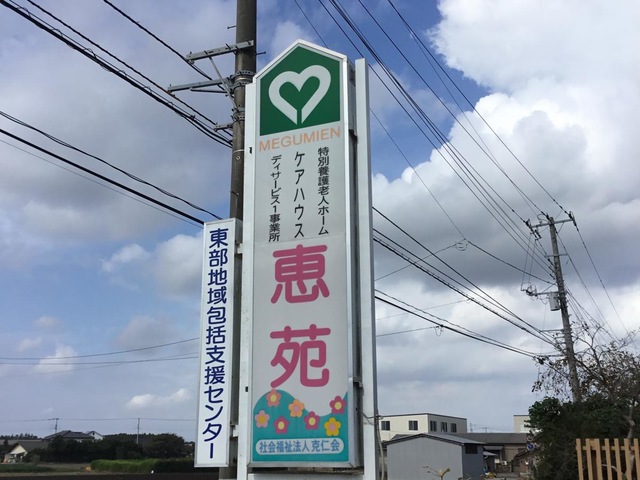 MEGUMIEN
特別養護老人ホーム
ケアハウス
デイサービス1事業所
恵苑
社会福祉法人克仁会
東部地域包括支援センター